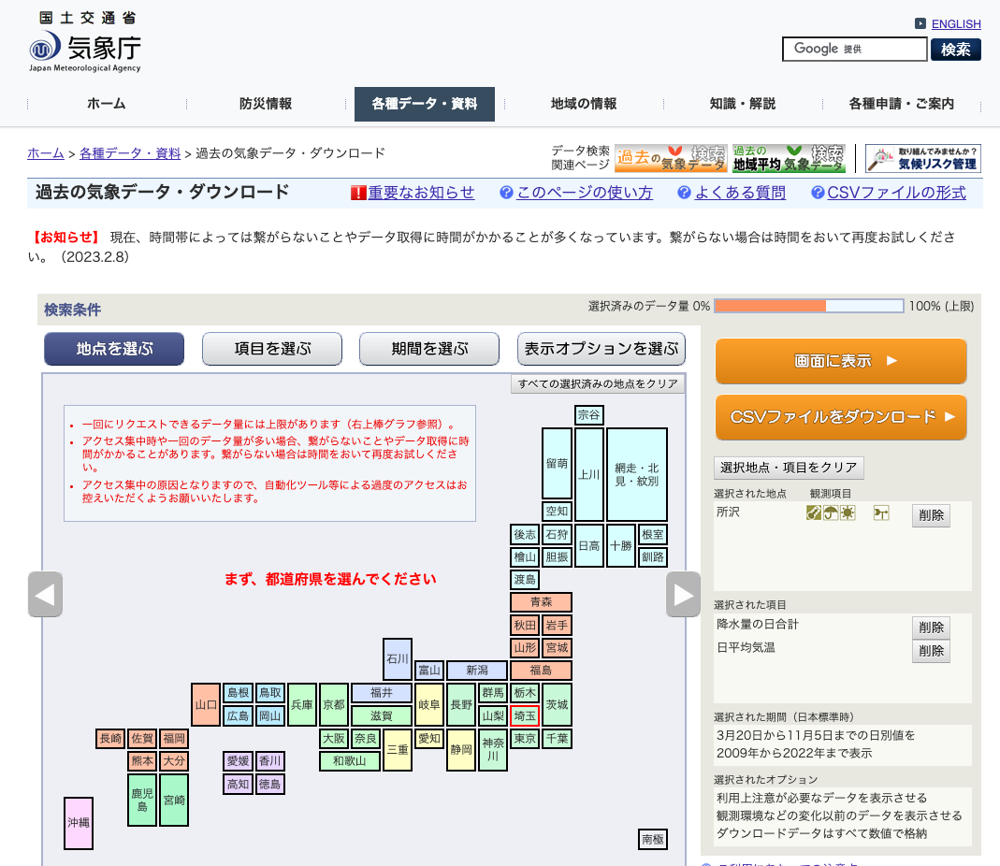 国土交通省
気象庁
Japan Meteorological Agency
ENGLISH
Google 提供
検索
ホーム
防災情報
各種データ・資料
地域の情報
知識・解説
各種申請・ご案内
ホーム > 各種データ・資料 > 過去の気象データ・ダウンロード
データ検索
関連ページ
過去の気象データ検索
過去の地域平均気象データ検索
取り組んでみませんか?
気候リスク管理
過去の気象データ・ダウンロード
重要なお知らせ
このページの使い方
よくある質問
CSVファイルの形式
【お知らせ】 現在、時間帯によっては繋がらないことやデータ取得に時間がかかることが多くなっています。繋がらない場合は時間をおいて再度お試しくださ
い。（2023.2.8）
検索条件
選択済みのデータ量 0%
100% (上限)
地点を選ぶ
項目を選ぶ
期間を選ぶ
表示オプションを選ぶ
すべての選択済みの地点をクリア
一回にリクエストできるデータ量には上限があります（右上棒グラフ参照）。
アクセス集中時や一回のデータ量が多い場合、繋がらないことやデータ取得に時
間がかかることがあります。繋がらない場合は時間をおいて再度お試しくださ
い。
アクセス集中の原因となりますので、自動化ツール等による過度のアクセスはお
控えいただくようお願いいたします。
まず、都道府県を選んでください
宗谷
留萌
上川
網走・北
見・紋別
空知
後志
石狩
日高
十勝
根室
檜山
胆振
釧路
渡島
青森
秋田
岩手
山形
宮城
石川
富山
新潟
福島
山口
島根
鳥取
兵庫
京都
福井
岐阜
長野
群馬
栃木
茨城
広島
岡山
滋賀
山梨
埼玉
長崎
佐賀
福岡
大阪
奈良
三重
愛知
静岡
神奈
川
東京
千葉
熊本
大分
愛媛
香川
和歌山
鹿児
島
宮崎
高知
徳島
沖縄
南極
画面に表示
CSVファイルをダウンロード
選択地点・項目をクリア
選択された地点
観測項目
所沢
削除
選択された項目
降水量の日合計
削除
日平均気温
削除
選択された期間（日本標準時）
3月20日から11月5日までの日別値を
2009年から2022年まで表示
選択されたオプション
利用上注意が必要なデータを表示させる
観測環境などの変化以前のデータを表示させる
ダウンロードデータはすべて数値で格納